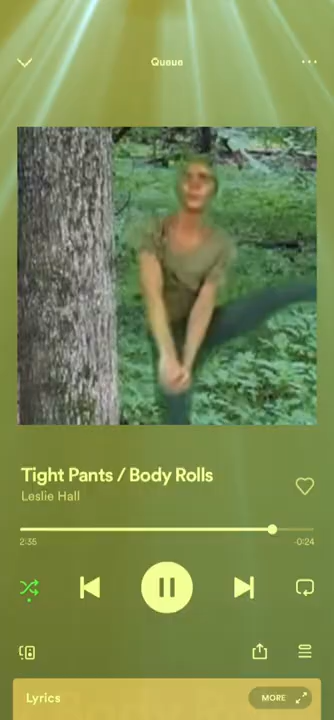 Queue
Tight Pants / Body Rolls
Leslie Hall
2:35
-0:24
Lyrics
MORE